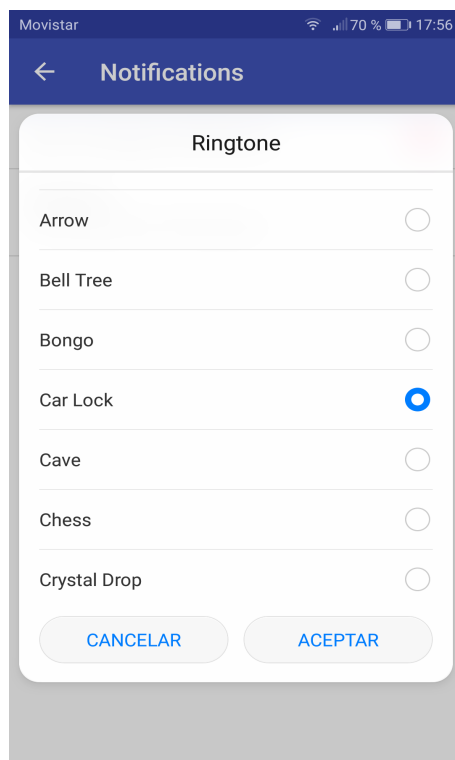 Movistar 70 % 17:56
Notifications
Ringtone
Arrow
Bell Tree
Bongo
Car Lock
Cave
Chess
Crystal Drop
CANCELAR ACEPTAR